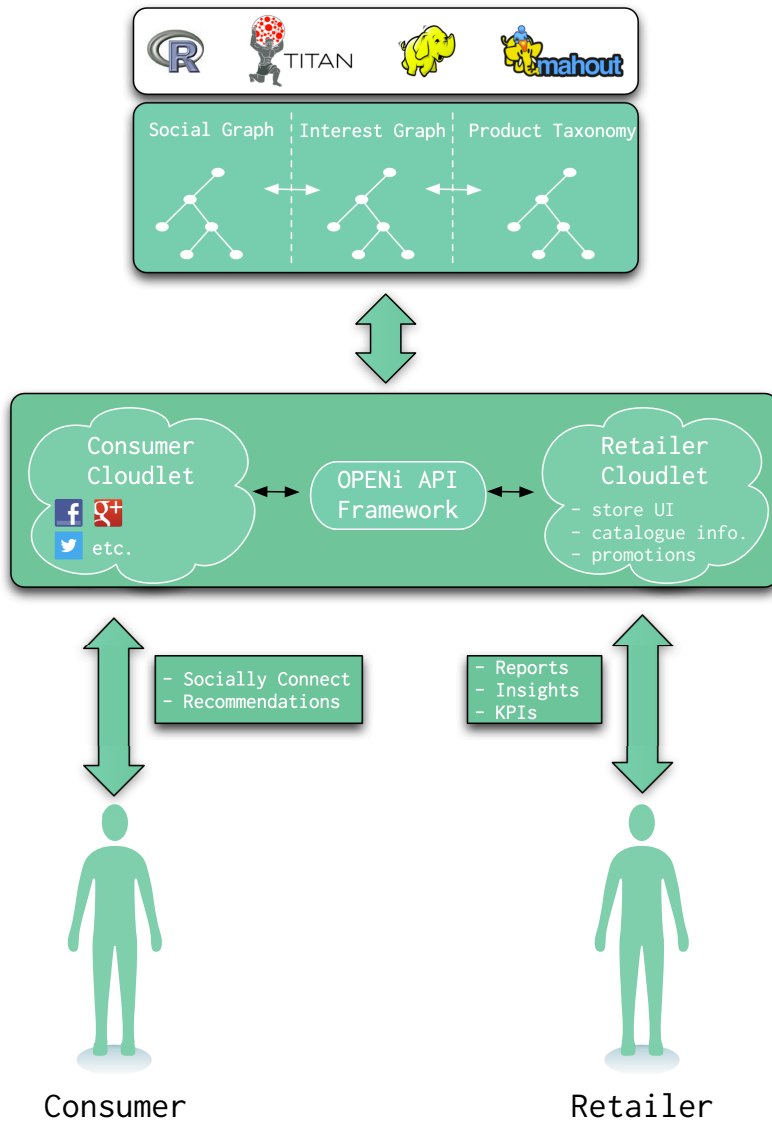 R
TITAN
mahout
Social Graph
Interest Graph
Product Taxonomy
Consumer
Cloudlet
f
g+
etc.
OPENi API
Framework
Retailer
Cloudlet
- store UI
- catalogue info.
- promotions
- Socially Connect
- Recommendations
- Reports
- Insights
- KPIs
Consumer
Retailer